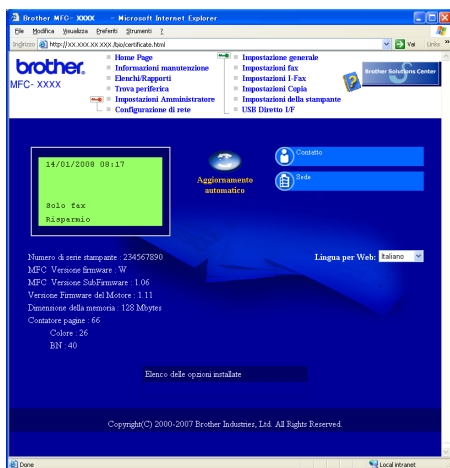 Brother MFC- XXXX - Microsoft Internet Explorer
File Modifica Visualizza Preferiti Strumenti ?
Indirizzo http://XX.XXX.XX.XXX./bio/certificate.html Vai Links »
brother.
MFC- XXXX
Home Page
Informazioni manutenzione
Elenchi/Rapporti
Trova periferica
Impostazioni Amministratore
Configurazione di rete
Impostazione generale
Impostazioni fax
Impostazioni I-Fax
Impostazioni Copia
Impostazioni della stampante
USB Diretto I/F
Brother Solutions Center
14/01/2008 08:17
Solo fax
Risparmio
Aggiornamento
automatico
Contatto
Sede
Numero di serie stampante : 234567890
MFC Versione firmware : W
MFC Versione SubFirmware : 1.06
Versione Firmware del Motore : 1.11
Dimensione della memoria : 128 Mbytes
Contatore pagine : 66
Colore : 26
BN : 40
Lingua per Web: Italiano
Elenco delle opzioni installate
Copyright(C) 2000-2007 Brother Industries, Ltd. All Rights Reserved.
Done Local intranet